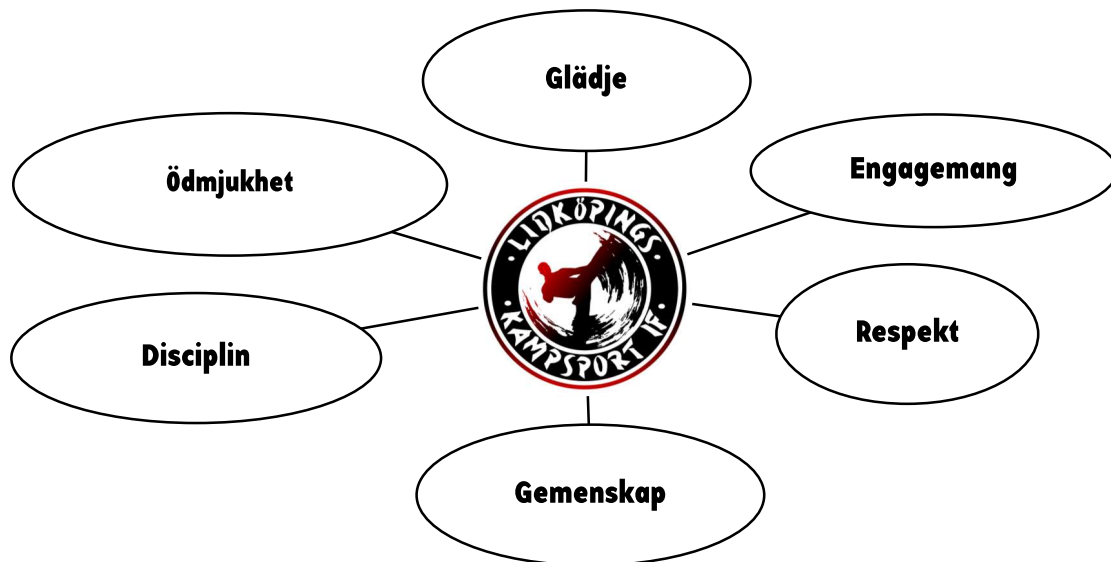 Glädje
Engagemang
Ödmjukhet
LIDKÖPINGS
KAMPSPORT IF
Respekt
Disciplin
Gemenskap